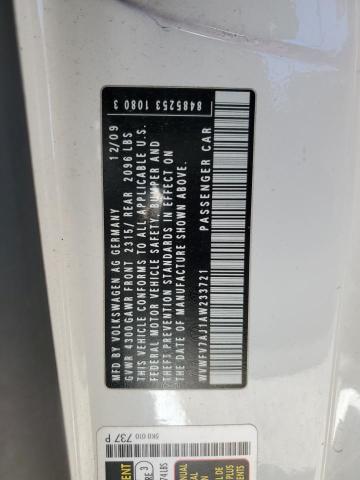 MFD BY VOLKSWAGEN AG GERMANY 12/09
GVWR 4300 GAWR FRONT 2315/ REAR 2096 LBS
THIS VEHICLE CONFORMS TO ALL APPLICABLE U.S.
FEDERAL MOTOR VEHICLE SAFETY, BUMPER AND
THEFT PREVENTION STANDARDS IN EFFECT ON
THE DATE OF MANUFACTURE SHOWN ABOVE.
WVWFV7AJ1AW233721 PASSENGER CAR
8485253 1080 3
5K0 010 737 P